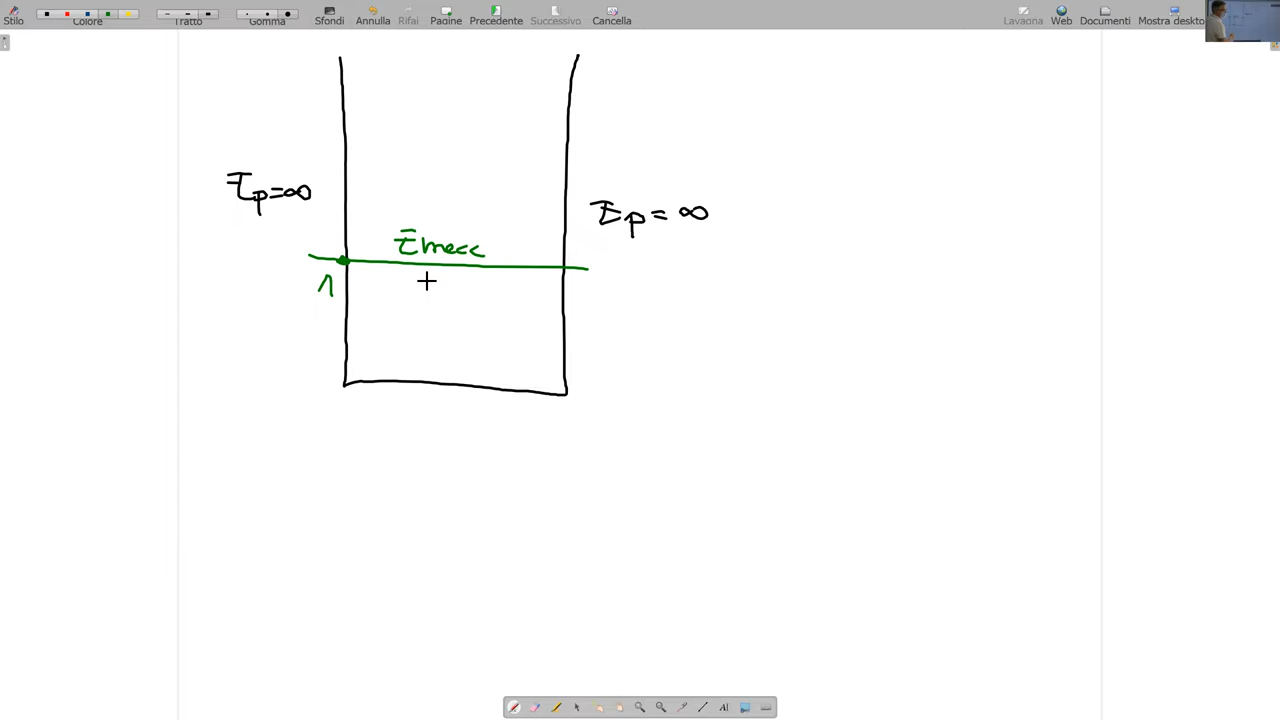 Stilo Colore Tratto Gomma Sfondi Annulla Rifai Pagine Precedente Successivo Cancella Lavagna Web Documenti Mostra deskto
Ep=∞
Ep = ∞
Emecc
1
AI